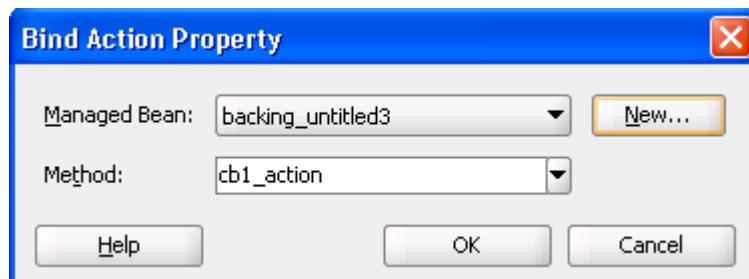 Bind Action Property
Managed Bean: backing_untitled3 New...
Method: cb1_action
Help OK Cancel